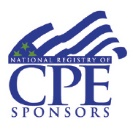 NATIONAL REGISTRY OF
CPE
SPONSORS